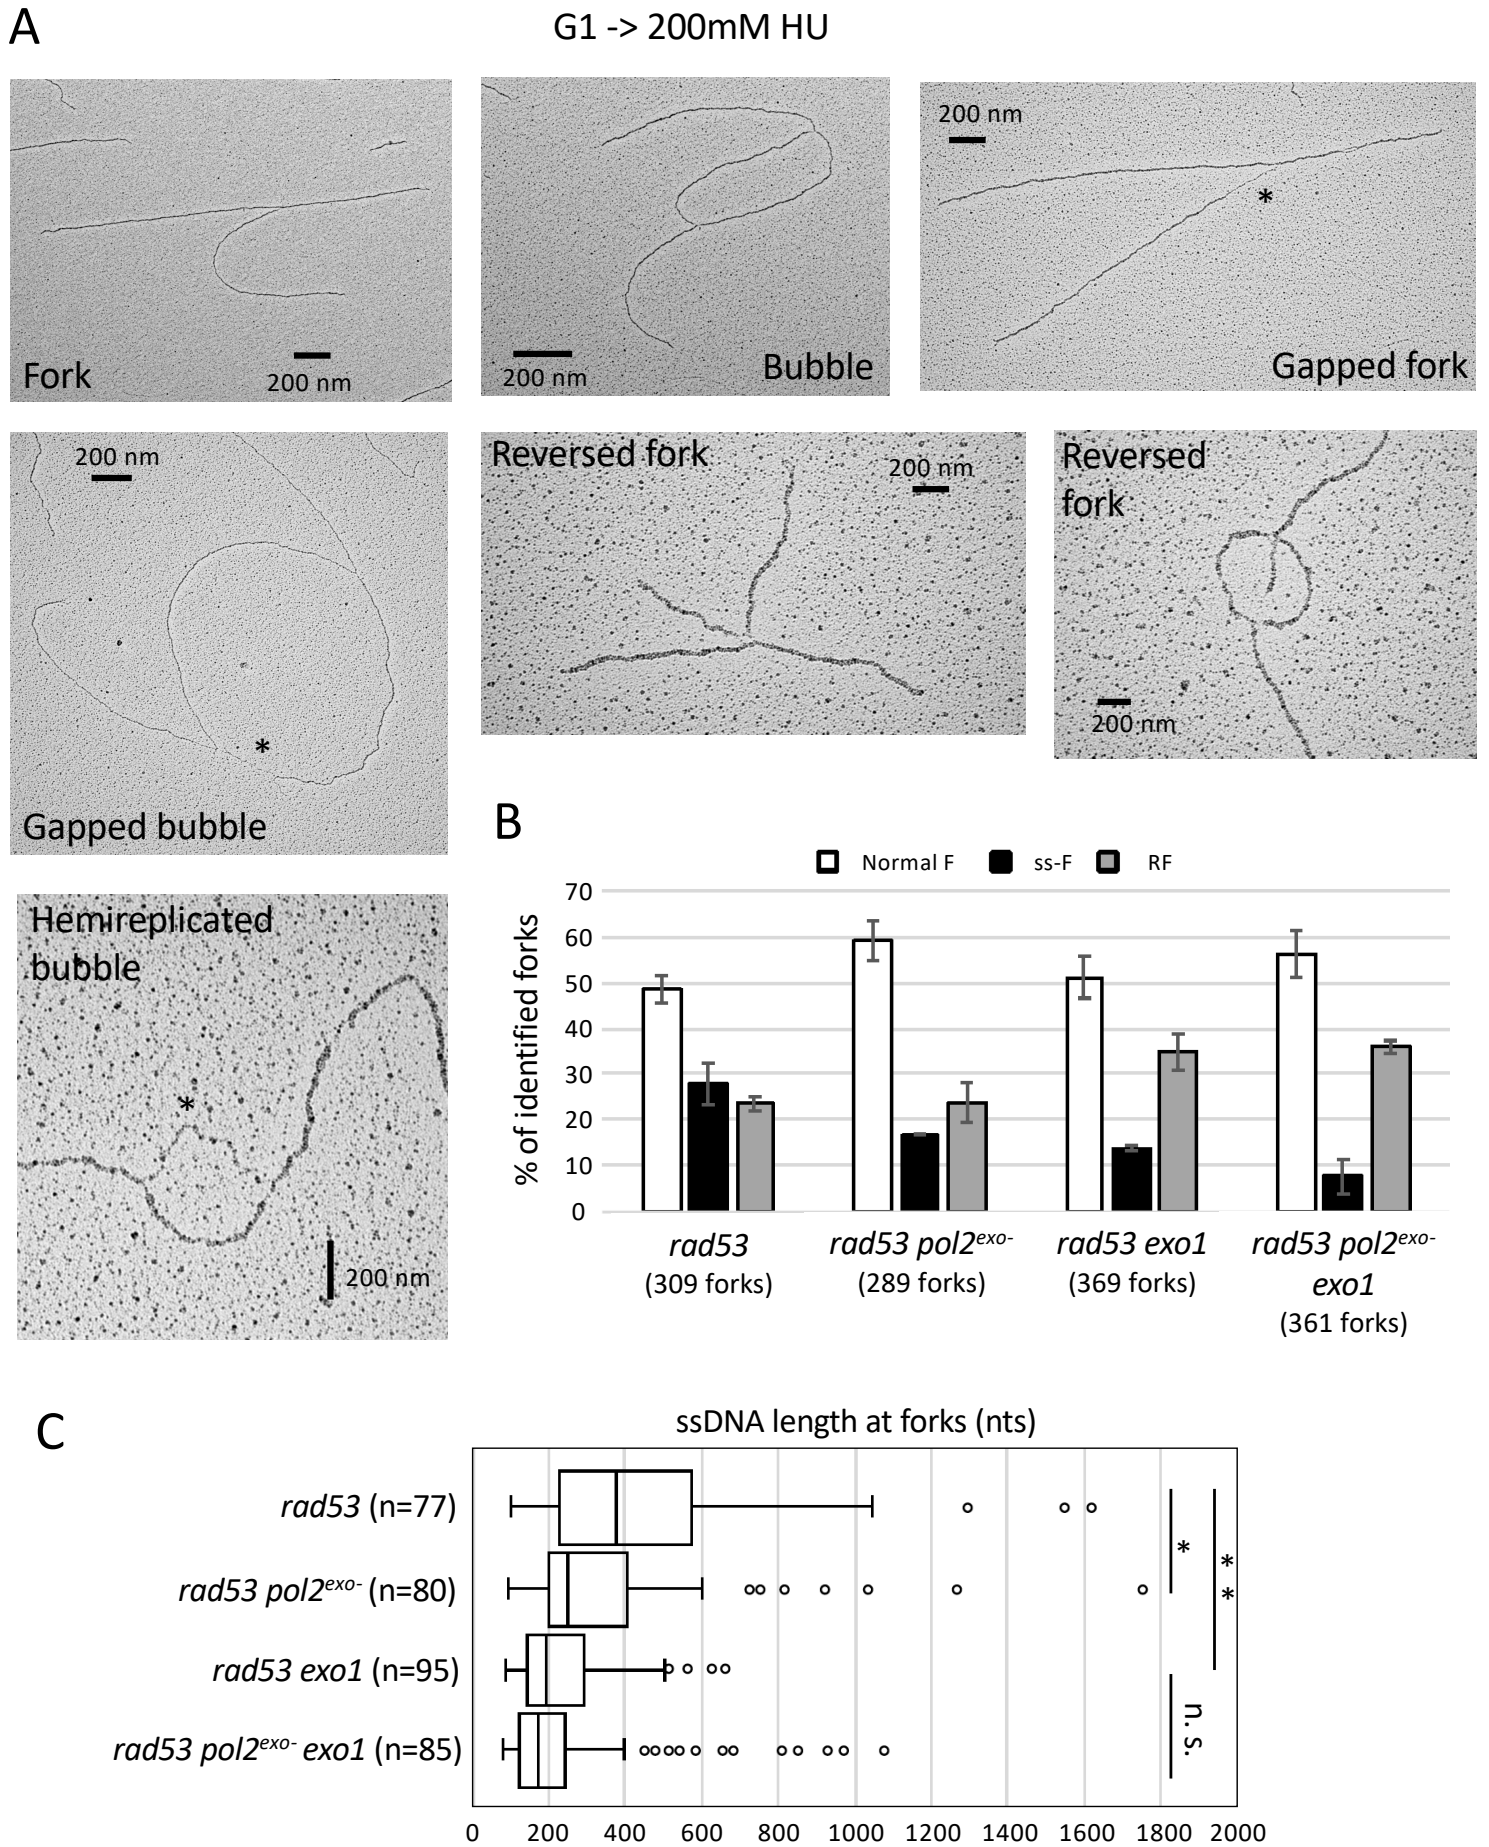 A
G1 -> 200mM HU
Fork
200 nm
200 nm
Bubble
200 nm
*
Gapped fork
200 nm
*
Gapped bubble
Reversed fork
200 nm
Reversed
fork
200 nm
Hemireplicated
bubble
*
200 nm
B
Normal F ss-F RF
% of identified forks
70
60
50
40
30
20
10
0
rad53
(309 forks)
rad53 pol2exo-
(289 forks)
rad53 exo1
(369 forks)
rad53 pol2exo-
exo1
(361 forks)
C
ssDNA length at forks (nts)
rad53 (n=77)
rad53 pol2exo- (n=80)
rad53 exo1 (n=95)
rad53 pol2exo- exo1 (n=85)
*
**
n. s.
0 200 400 600 800 1000 1200 1400 1600 1800 2000